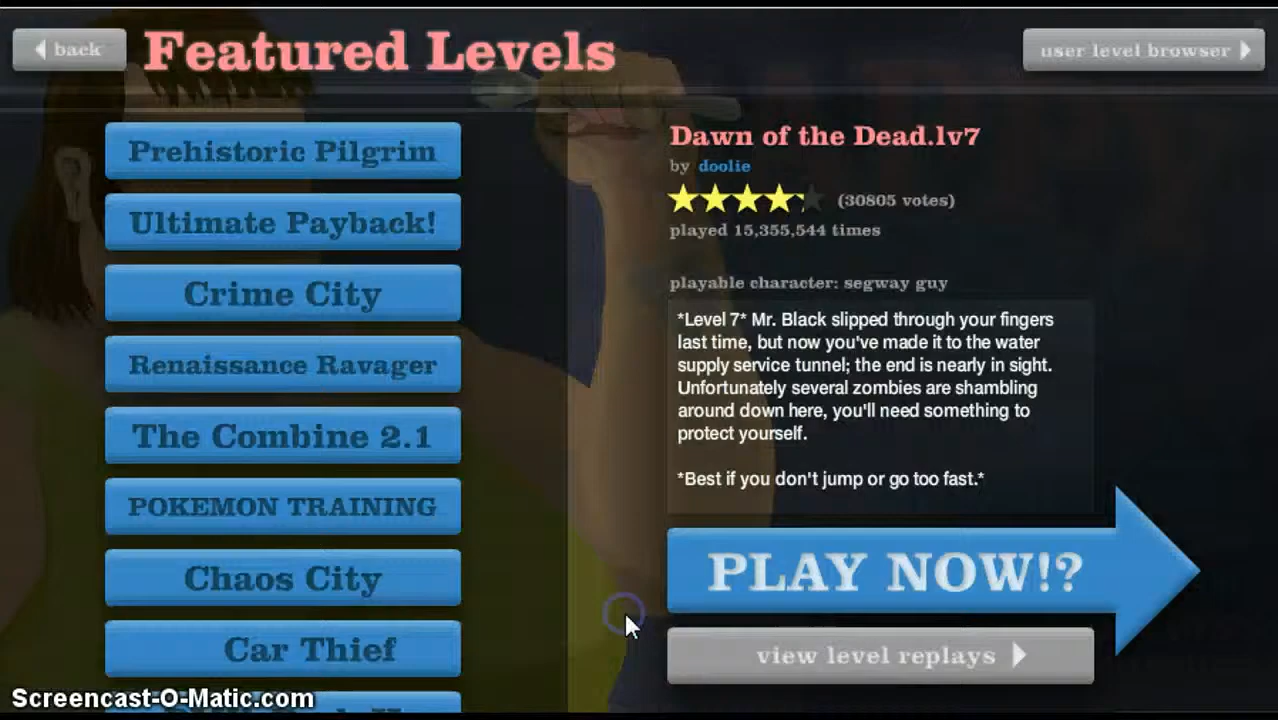 back
Featured Levels
user level browser
Prehistoric Pilgrim
Ultimate Payback!
Crime City
Renaissance Ravager
The Combine 2.1
POKEMON TRAINING
Chaos City
Car Thief
Dawn of the Dead.lv7
by doolie
(30805 votes)
played 15,355,544 times
playable character: segway guy
*Level 7* Mr. Black slipped through your fingers
last time, but now you've made it to the water
supply service tunnel; the end is nearly in sight.
Unfortunately several zombies are shambling
around down here, you'll need something to
protect yourself.
*Best if you don't jump or go too fast.*
PLAY NOW!?
view level replays
Screencast-O-Matic.com